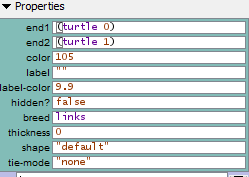 Properties
end1 (turtle 0)
end2 (turtle 1)
color 105
label ""
label-color 9.9
hidden? false
breed links
thickness 0
shape "default"
tie-mode "none"